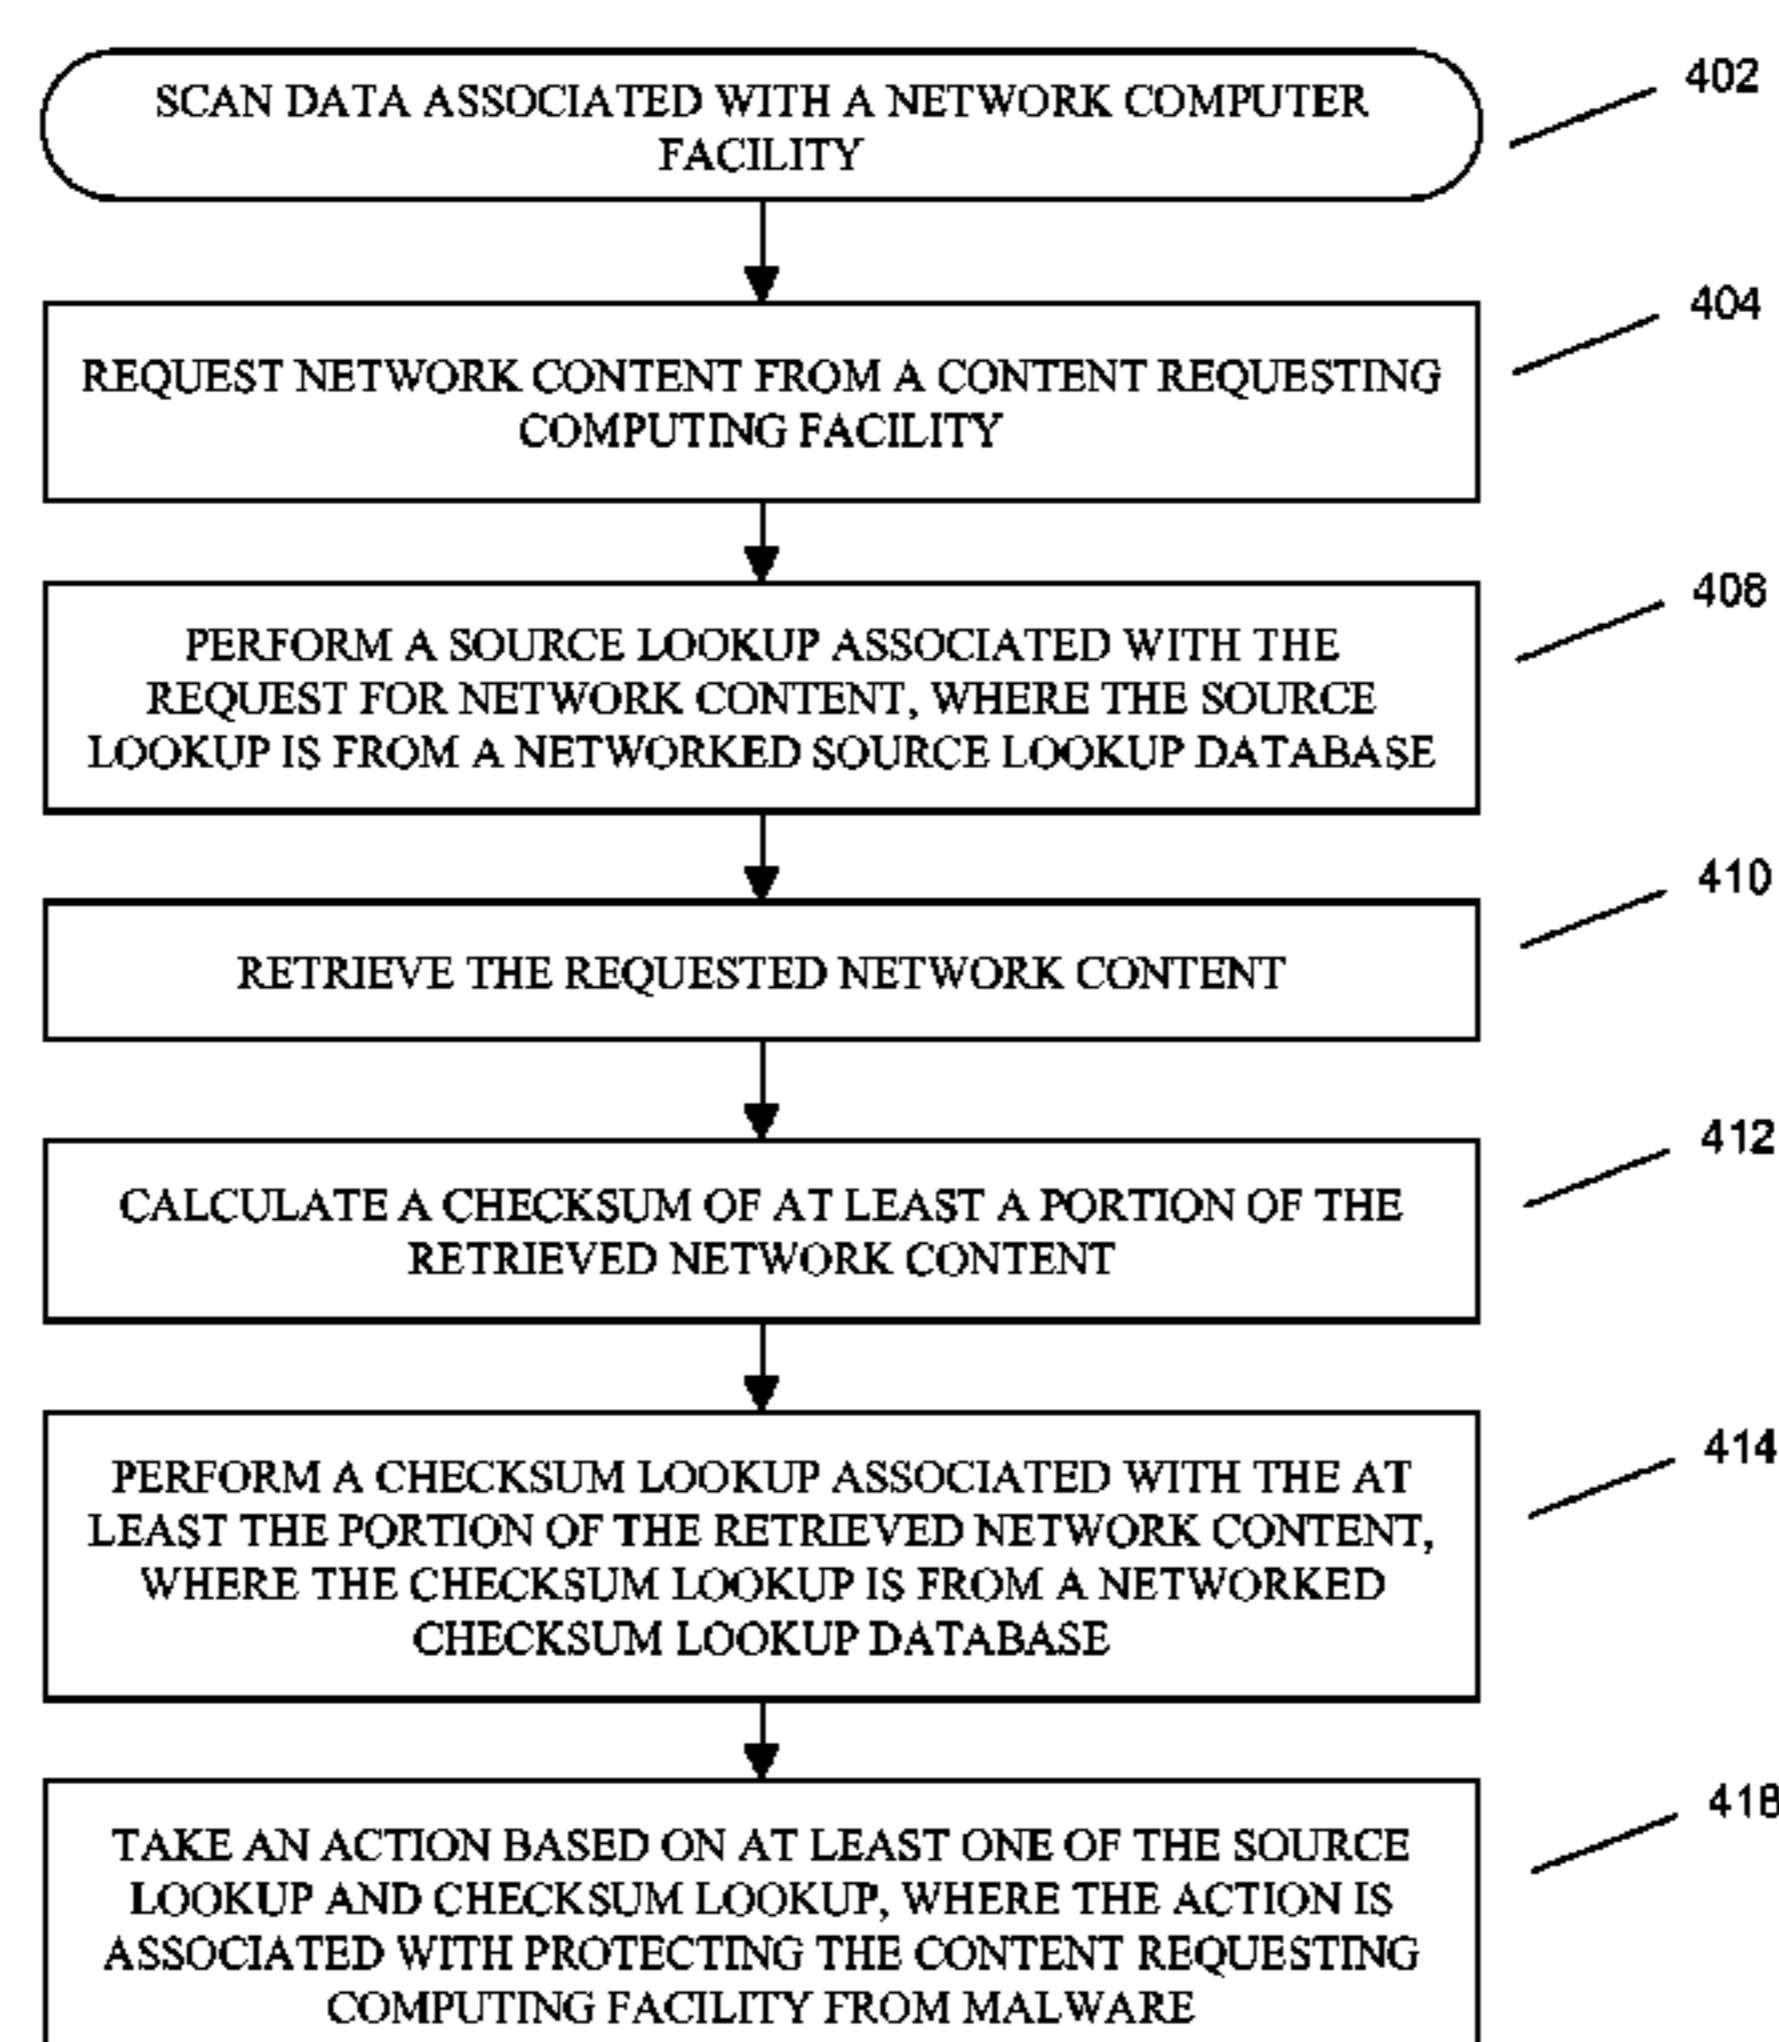 SCAN DATA ASSOCIATED WITH A NETWORK COMPUTER
FACILITY
402
REQUEST NETWORK CONTENT FROM A CONTENT REQUESTING
COMPUTING FACILITY
404
PERFORM A SOURCE LOOKUP ASSOCIATED WITH THE
REQUEST FOR NETWORK CONTENT, WHERE THE SOURCE
LOOKUP IS FROM A NETWORKED SOURCE LOOKUP DATABASE
408
RETRIEVE THE REQUESTED NETWORK CONTENT
410
CALCULATE A CHECKSUM OF AT LEAST A PORTION OF THE
RETRIEVED NETWORK CONTENT
412
PERFORM A CHECKSUM LOOKUP ASSOCIATED WITH THE AT
LEAST THE PORTION OF THE RETRIEVED NETWORK CONTENT,
WHERE THE CHECKSUM LOOKUP IS FROM A NETWORKED
CHECKSUM LOOKUP DATABASE
414
TAKE AN ACTION BASED ON AT LEAST ONE OF THE SOURCE
LOOKUP AND CHECKSUM LOOKUP, WHERE THE ACTION IS
ASSOCIATED WITH PROTECTING THE CONTENT REQUESTING
COMPUTING FACILITY FROM MALWARE
418